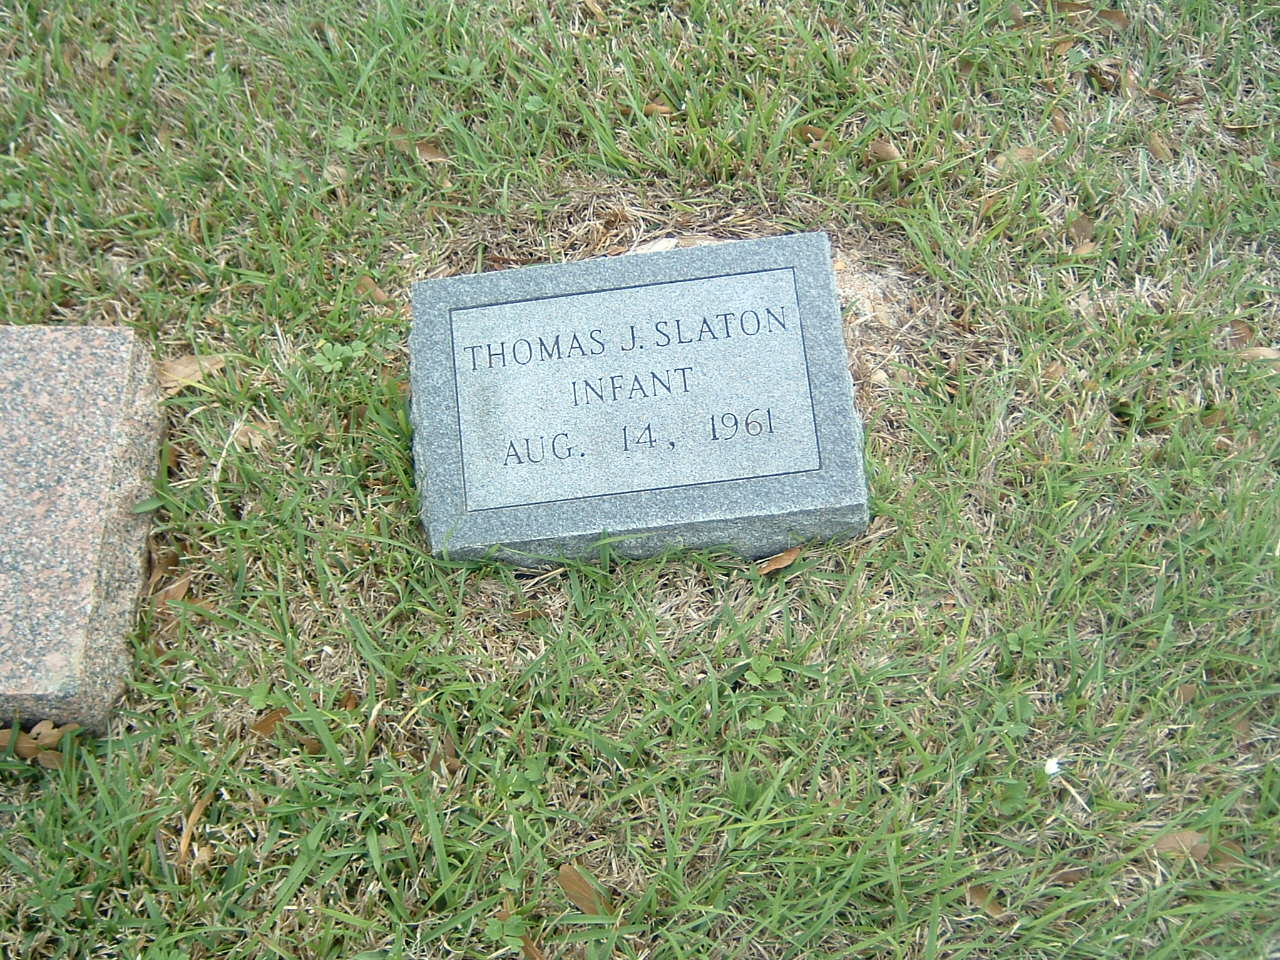 THOMAS J. SLATON
INFANT
AUG. 14, 1961